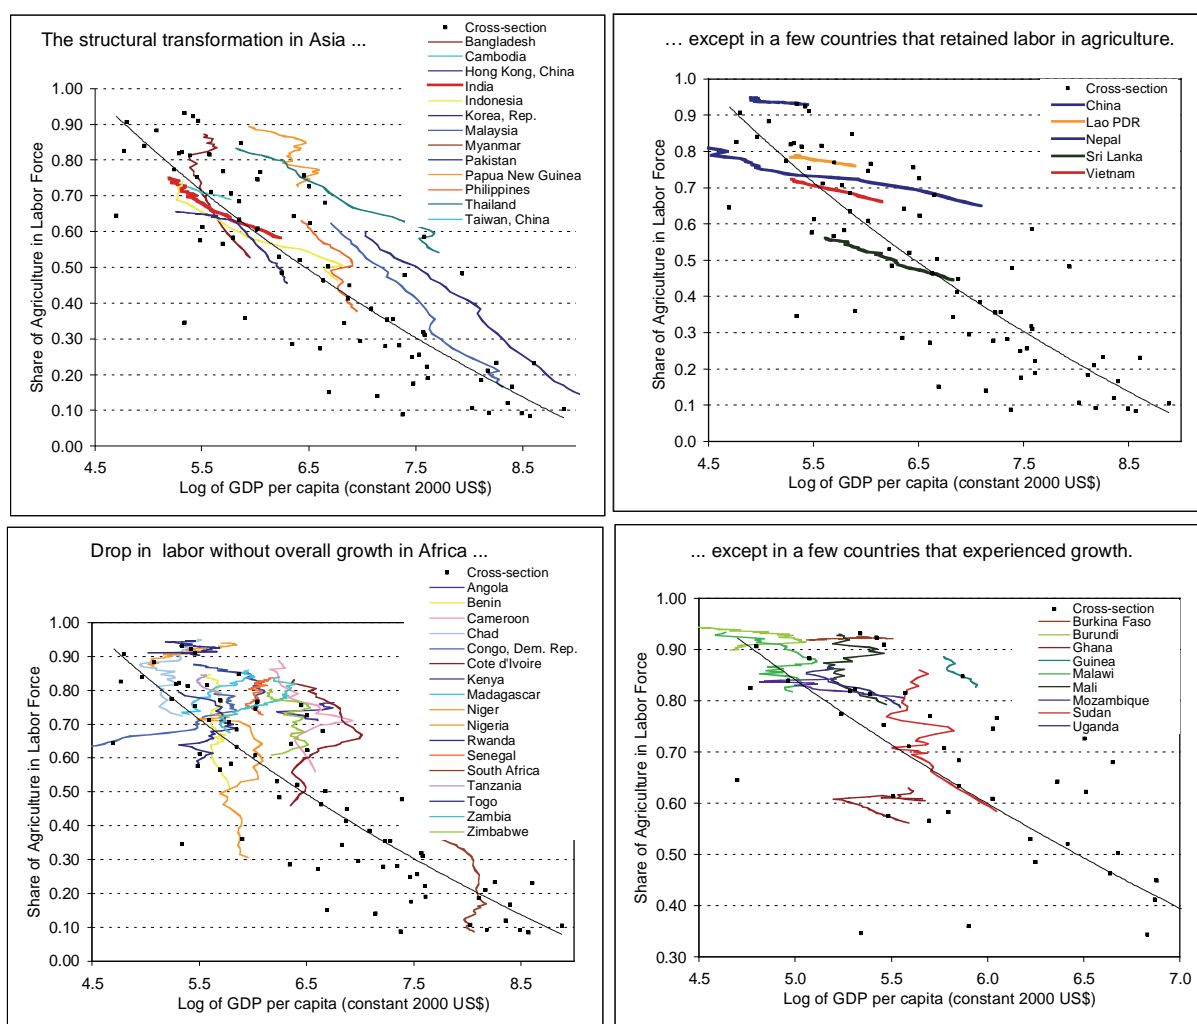 The structural transformation in Asia ...
Cross-section
Bangladesh
Cambodia
Hong Kong, China
India
Indonesia
Korea, Rep.
Malaysia
Myanmar
Pakistan
Papua New Guinea
Philippines
Thailand
Taiwan, China
Share of Agriculture in Labor Force
1.00
0.90
0.80
0.70
0.60
0.50
0.40
0.30
0.20
0.10
0.00
4.5 5.5 6.5 7.5 8.5
Log of GDP per capita (constant 2000 US$)
... except in a few countries that retained labor in agriculture.
Cross-section
China
Lao PDR
Nepal
Sri Lanka
Vietnam
Share of Agriculture in Labor Force
1.0
0.9
0.8
0.7
0.6
0.5
0.4
0.3
0.2
0.1
0.0
4.5 5.5 6.5 7.5 8.5
Log of GDP per capita (constant 2000 US$)
Drop in labor without overall growth in Africa ...
Cross-section
Angola
Benin
Cameroon
Chad
Congo, Dem. Rep.
Cote d'Ivoire
Kenya
Madagascar
Niger
Nigeria
Rwanda
Senegal
South Africa
Tanzania
Togo
Zambia
Zimbabwe
Share of Agriculture in Labor Force
1.00
0.90
0.80
0.70
0.60
0.50
0.40
0.30
0.20
0.10
0.00
4.5 5.5 6.5 7.5 8.5
Log of GDP per capita (constant 2000 US$)
... except in a few countries that experienced growth.
Cross-section
Burkina Faso
Burundi
Ghana
Guinea
Malawi
Mali
Mozambique
Sudan
Uganda
Share of Agriculture in Labor Force
1.00
0.90
0.80
0.70
0.60
0.50
0.40
0.30
4.5 5.0 5.5 6.0 6.5 7.0
Log of GDP per capita (constant 2000 US$)